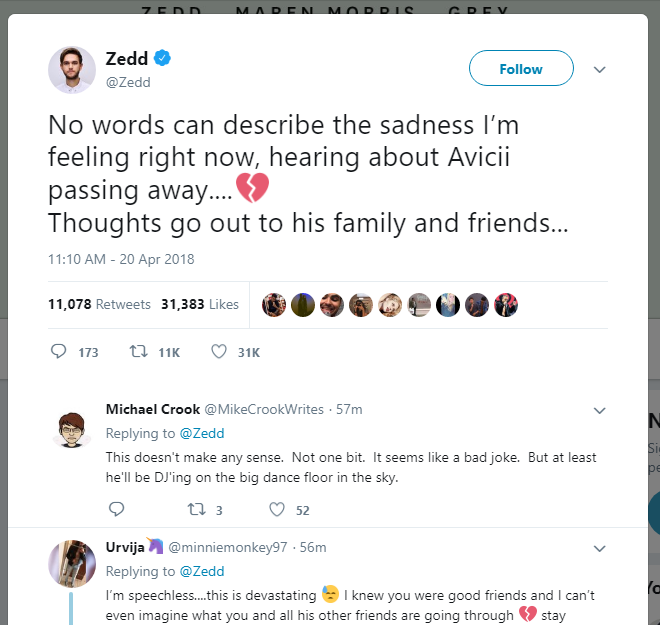 ZEDD MAREN MORRIS GREY
Zedd
@Zedd
Follow
No words can describe the sadness I’m
feeling right now, hearing about Avicii
passing away....💔
Thoughts go out to his family and friends...
11:10 AM - 20 Apr 2018
11,078 Retweets 31,383 Likes
173 11K 31K
Michael Crook @MikeCrookWrites · 57m
Replying to @Zedd
This doesn't make any sense. Not one bit. It seems like a bad joke. But at least
he'll be DJ'ing on the big dance floor in the sky.
3 52
Urvija🦄 @minniemonkey97 · 56m
Replying to @Zedd
I’m speechless....this is devastating 😓 I knew you were good friends and I can’t
even imagine what you and all his other friends are going through 💔 stay